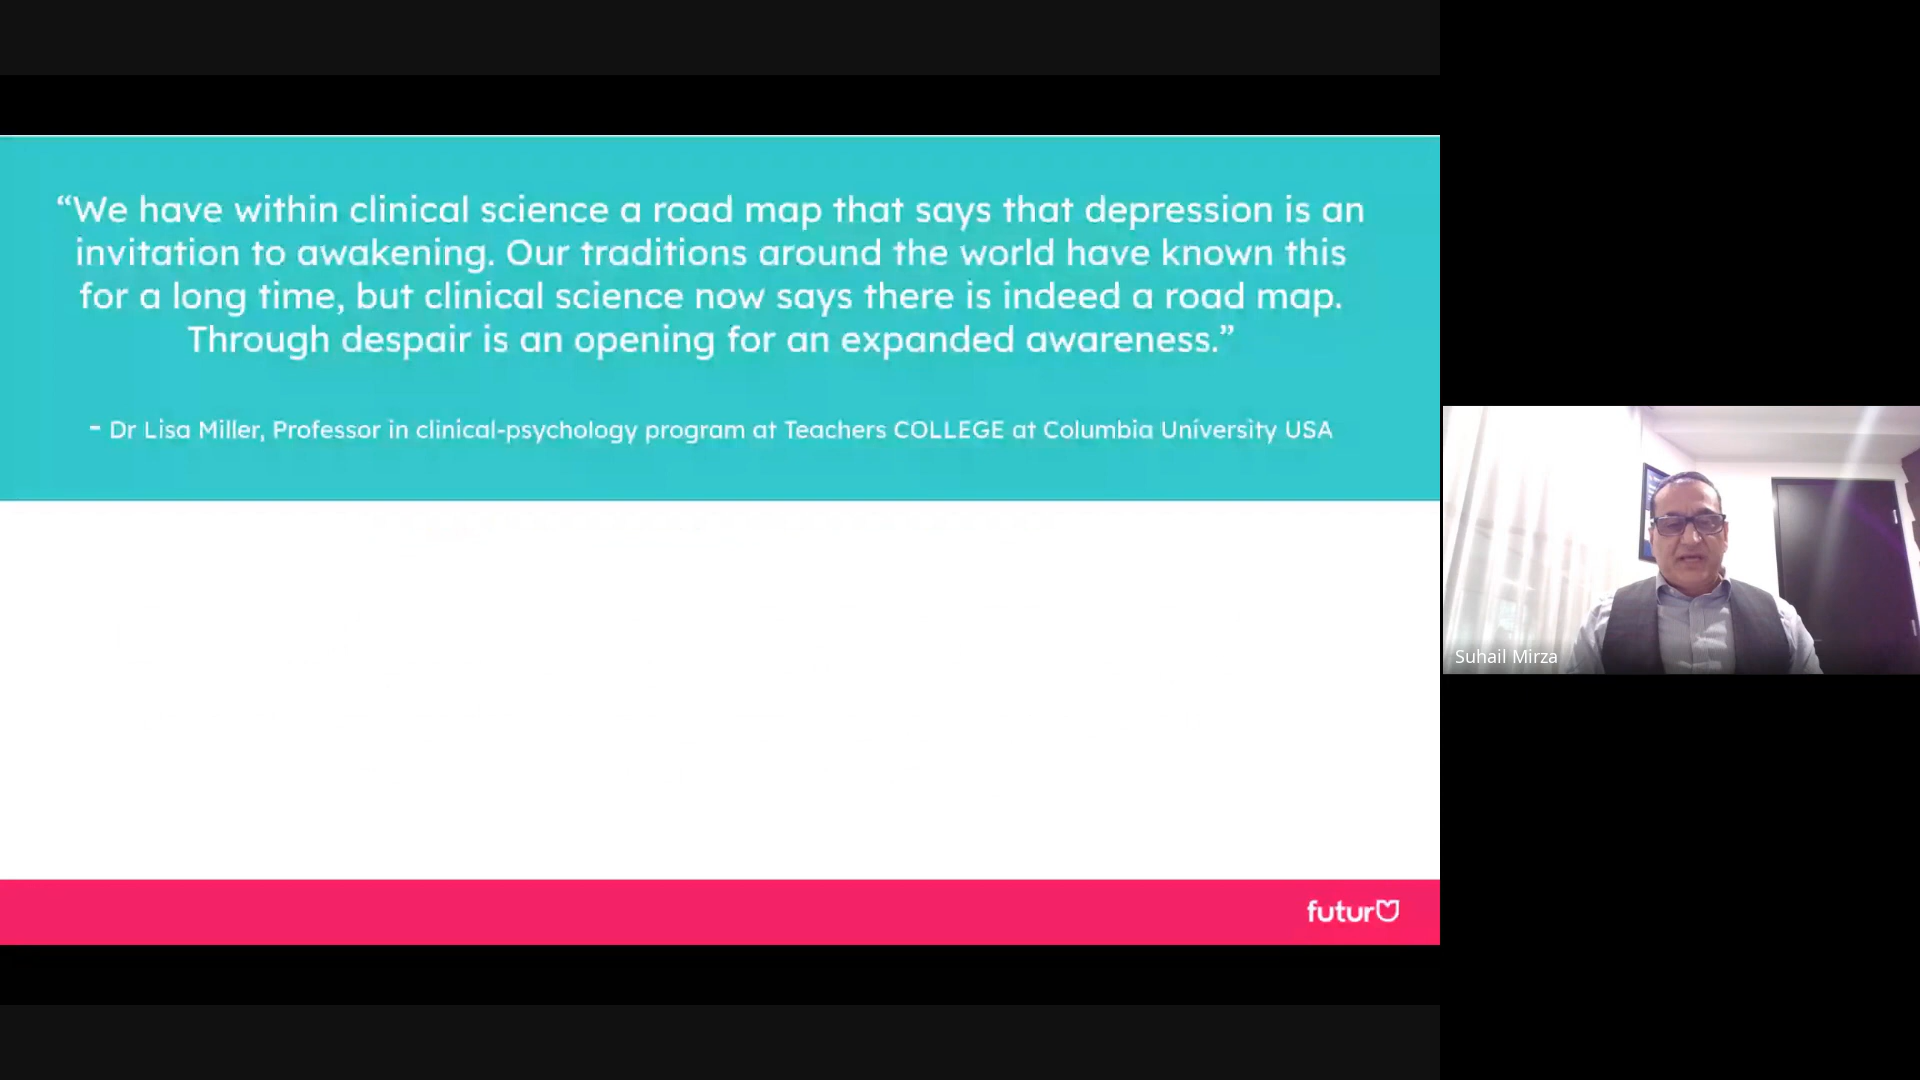 “We have within clinical science a road map that says that depression is an
invitation to awakening. Our traditions around the world have known this
for a long time, but clinical science now says there is indeed a road map.
Through despair is an opening for an expanded awareness.”
- Dr Lisa Miller, Professor in clinical-psychology program at Teachers COLLEGE at Columbia University USA
Suhail Mirza
futurU